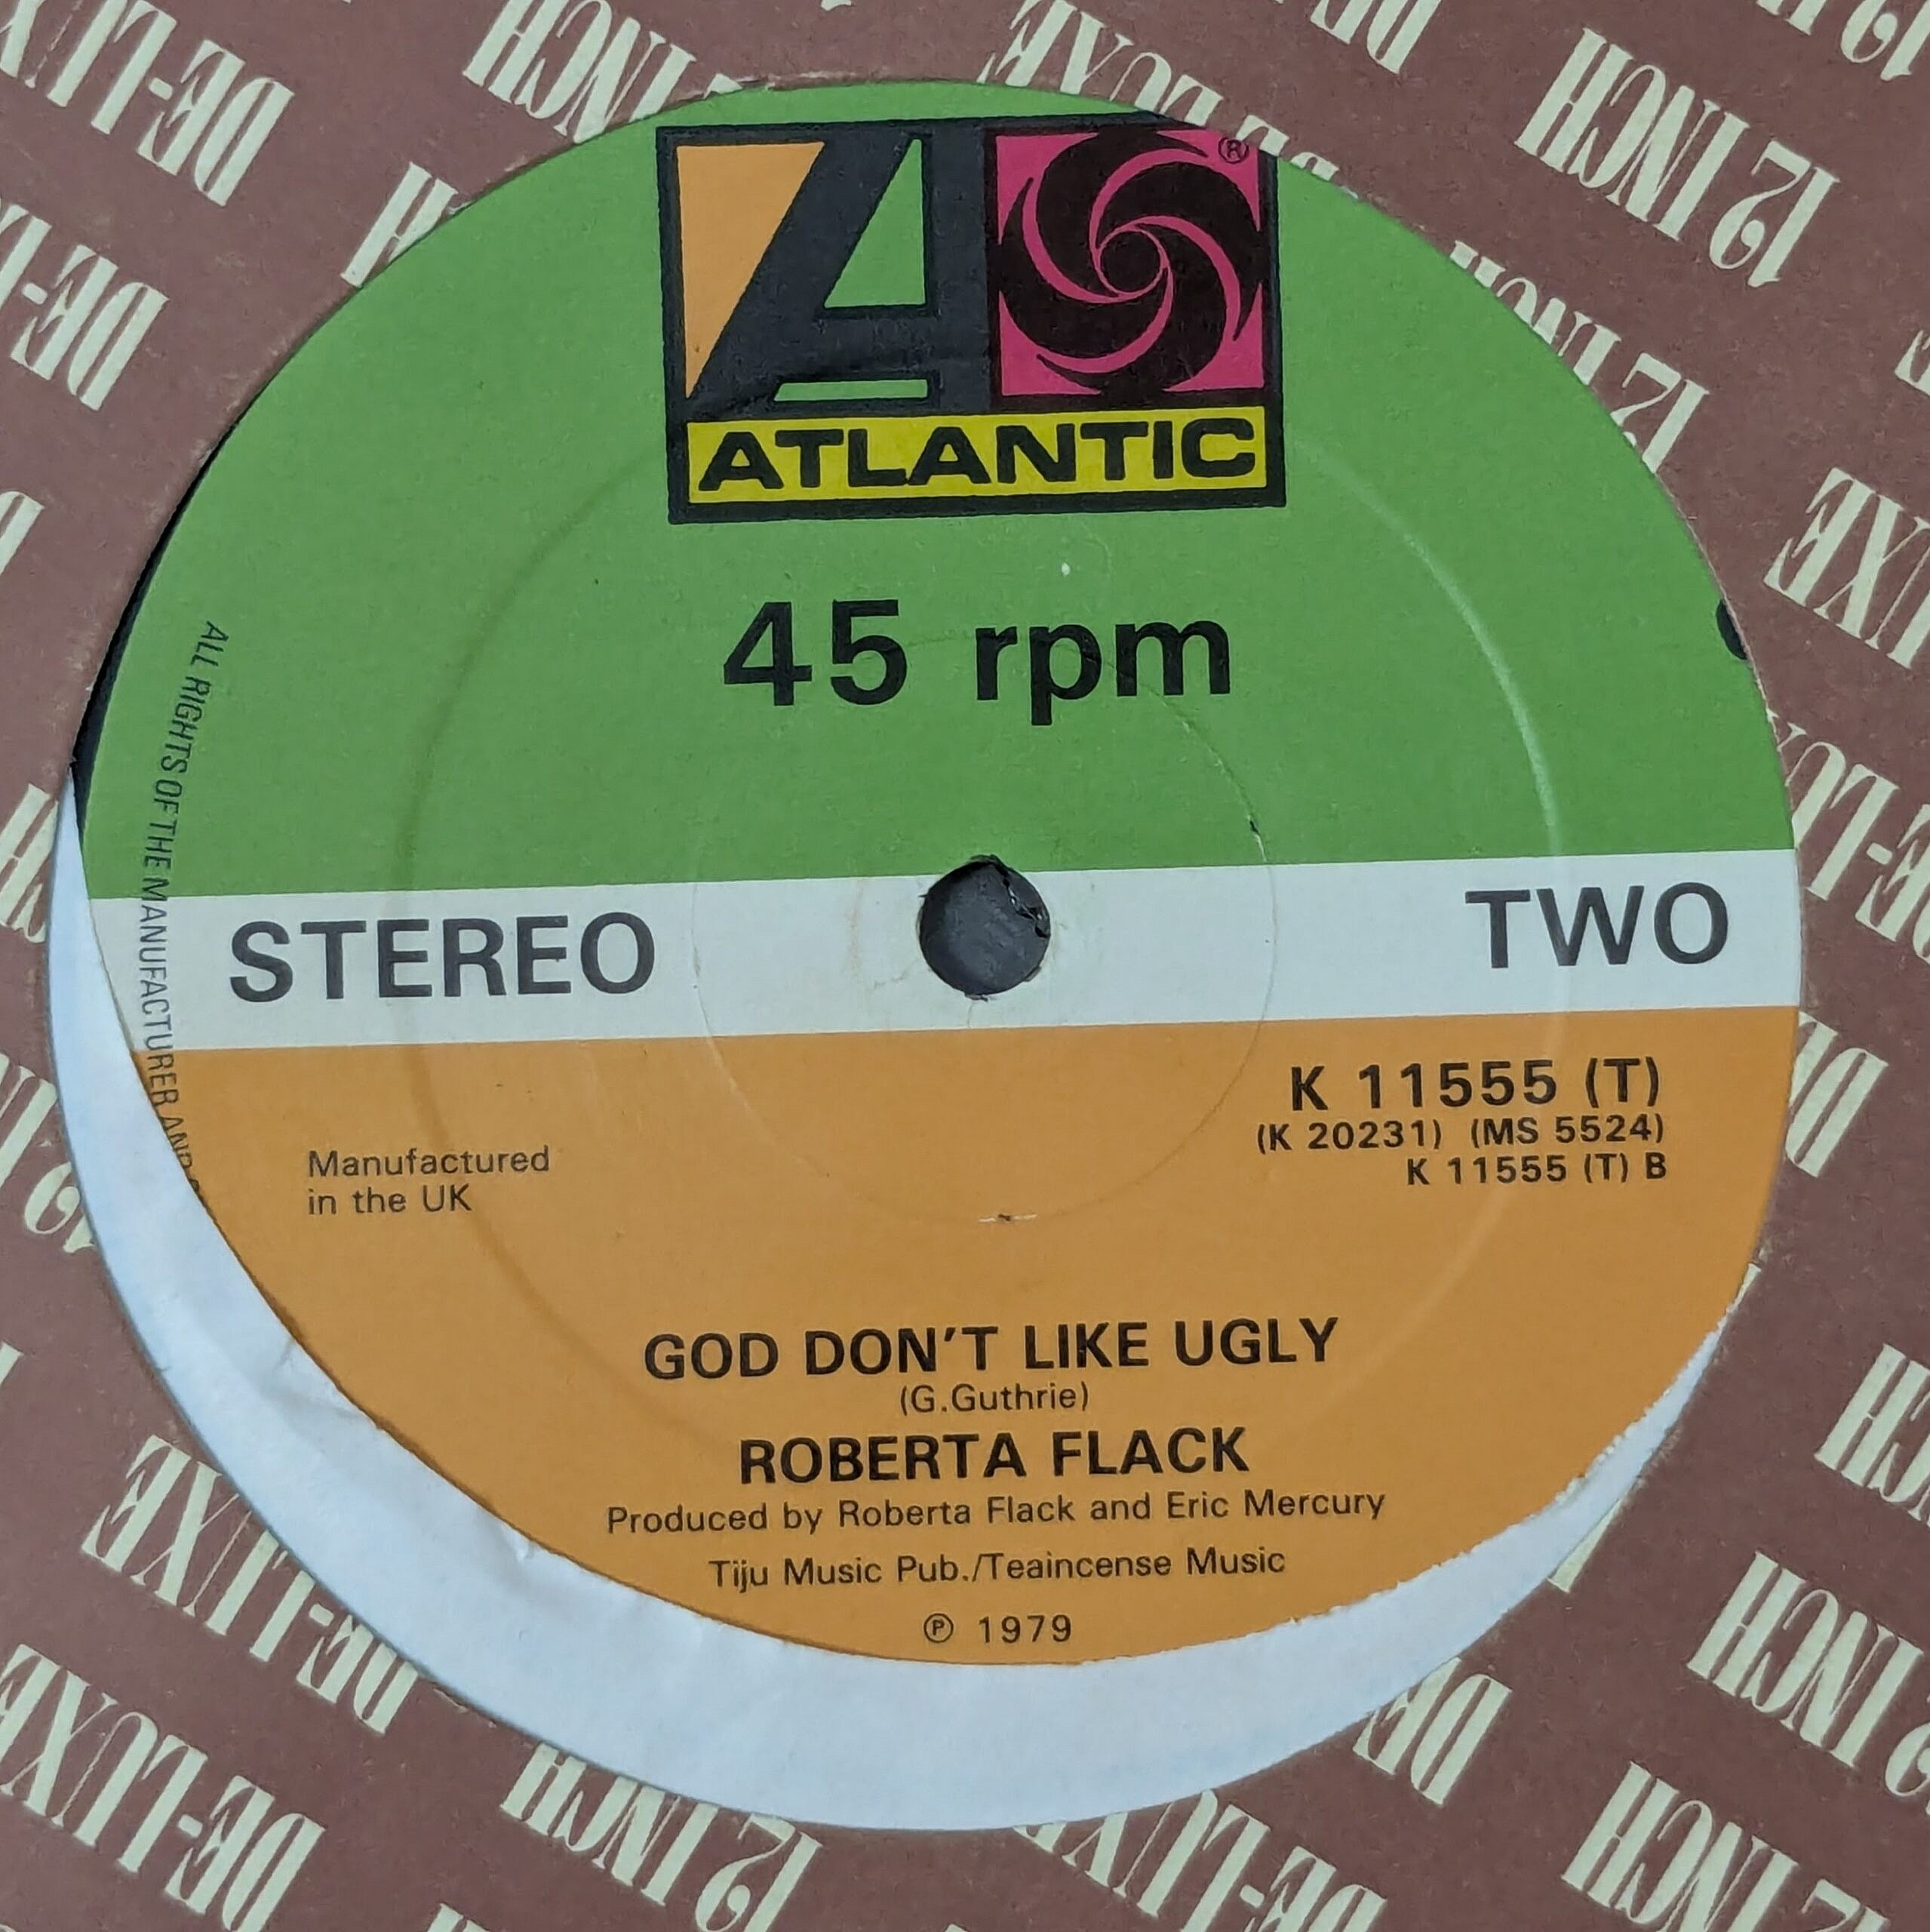 DE-LUXE
12 INCH
®
ATLANTIC
45 rpm
STEREO
TWO
ALL RIGHTS OF THE MANUFACTURER AND
K 11555 (T)
(K 20231) (MS 5524)
K 11555 (T) B
Manufactured
in the UK
GOD DON'T LIKE UGLY
(G.Guthrie)
ROBERTA FLACK
Produced by Roberta Flack and Eric Mercury
Tiju Music Pub./Teaincense Music
℗ 1979